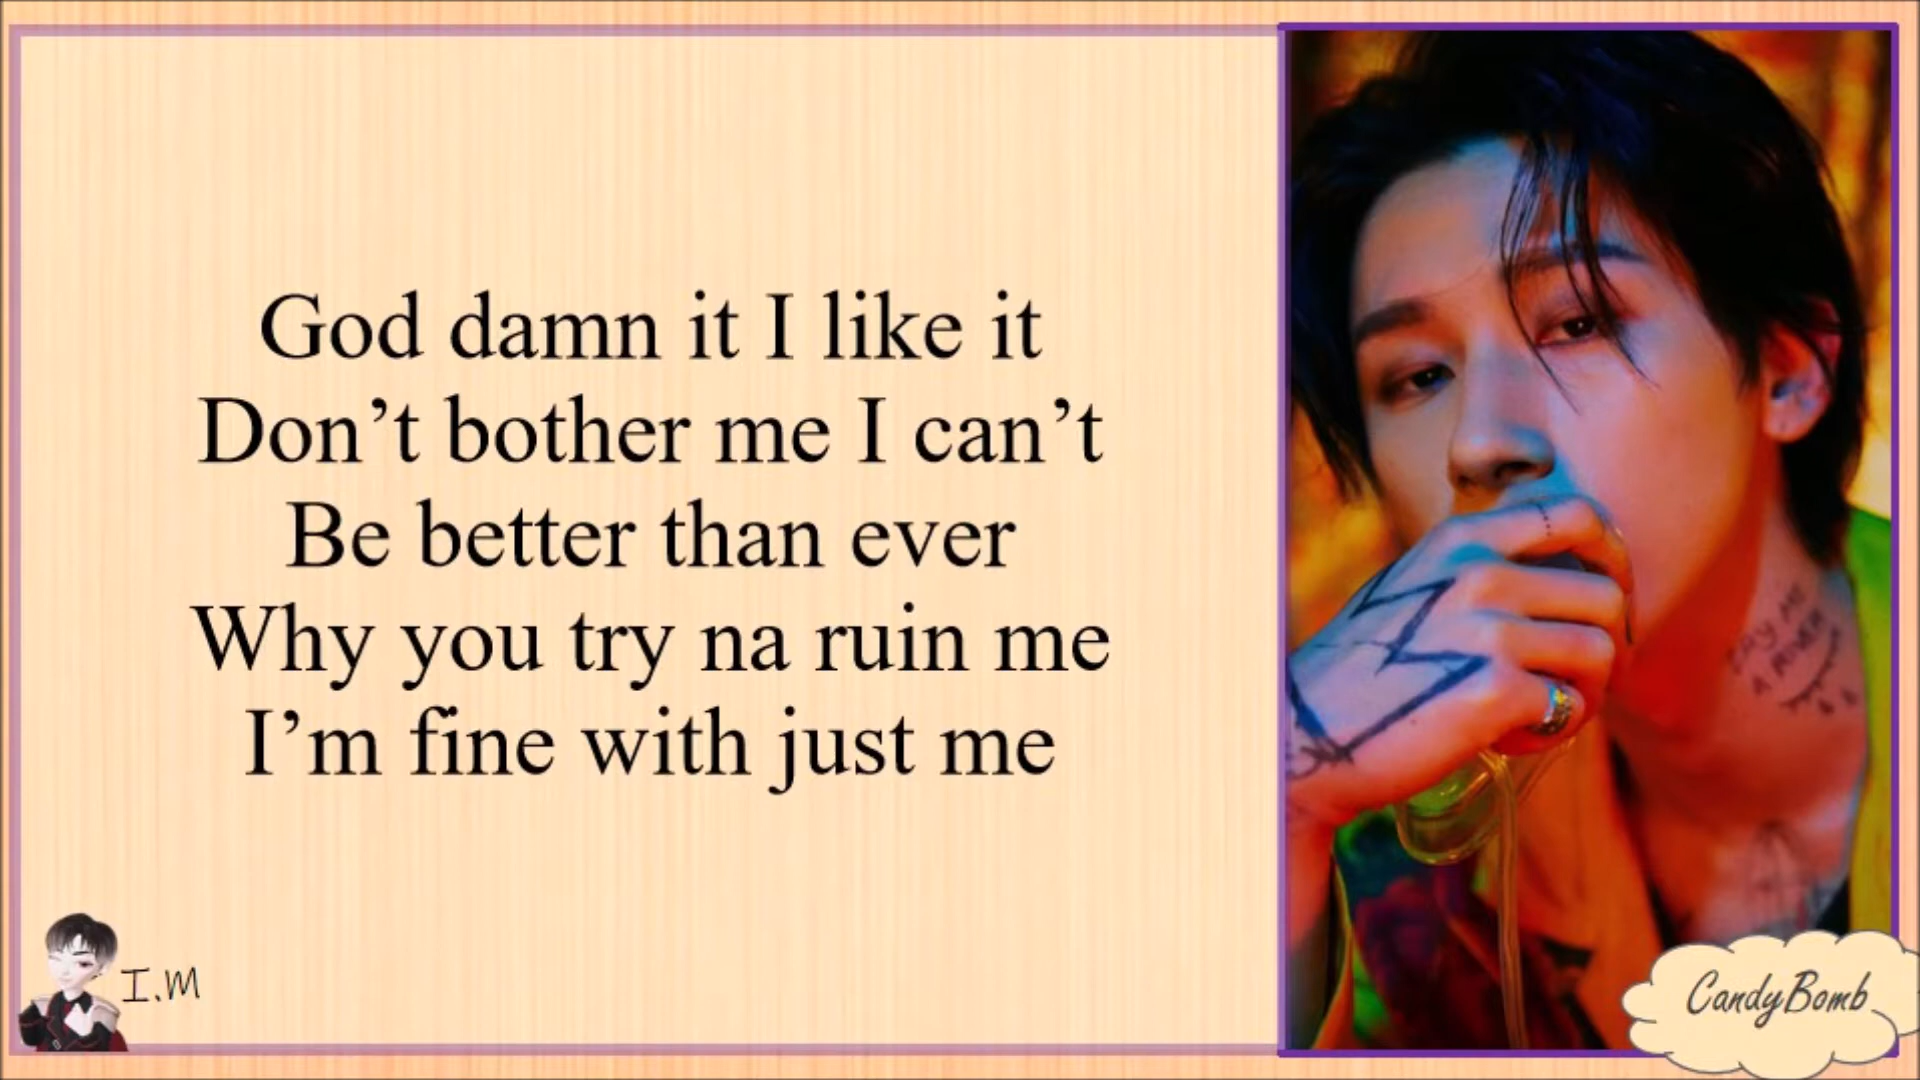 God damn it I like it
Don’t bother me I can’t
Be better than ever
Why you try na ruin me
I’m fine with just me
I.M
CandyBomb
A RIVER